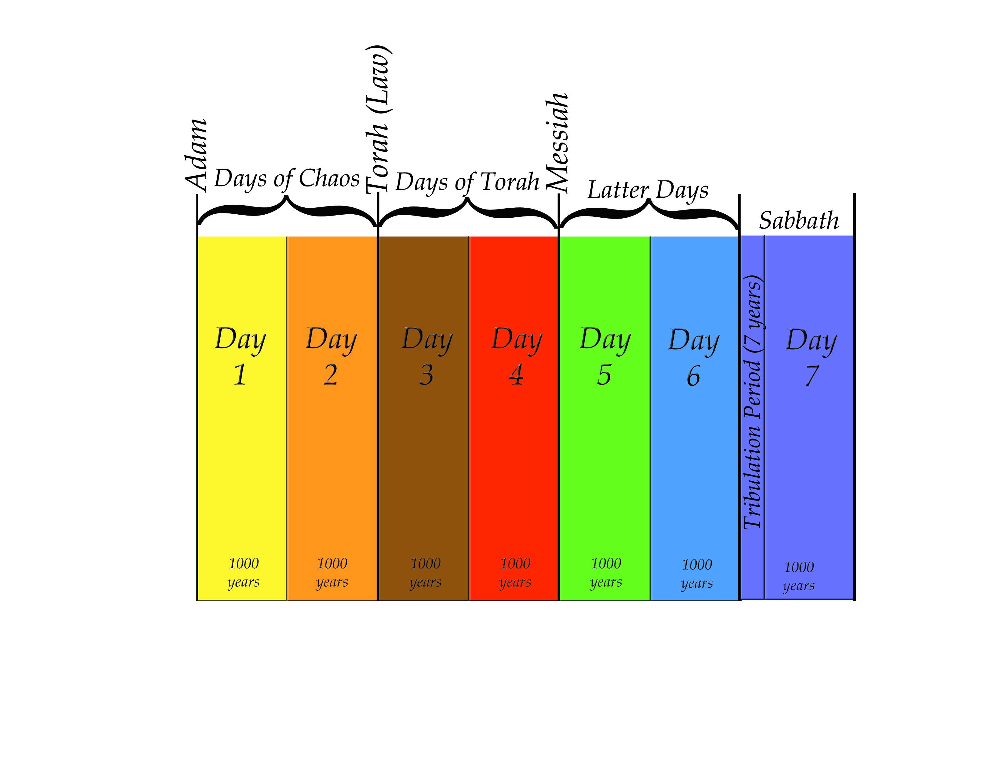 Adam
Torah (Law)
Messiah
Days of Chaos
Days of Torah
Latter Days
Sabbath
Day
1
Day
2
Day
3
Day
4
Day
5
Day
6
Tribulation Period (7 years)
Day
7
1000
years
1000
years
1000
years
1000
years
1000
years
1000
years
1000
years